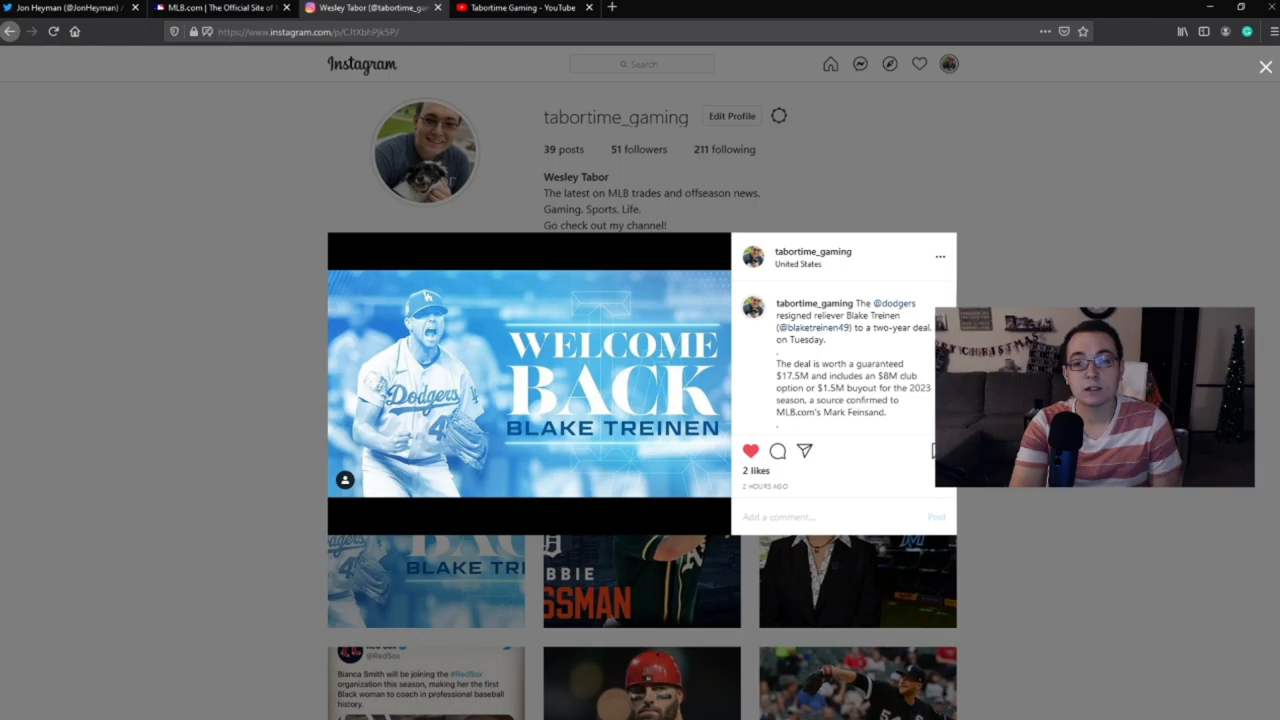 Jon Heyman (@JonHeyman) /
MLB.com | The Official Site of
Wesley Tabor (@tabortime_gam
Tabortime Gaming - YouTube
https://www.instagram.com/p/CJtXbhPjk5P/
Instagram
Search
tabortime_gaming
Edit Profile
39 posts 51 followers 211 following
Wesley Tabor
The latest on MLB trades and offseason news.
Gaming. Sports. Life.
Go check out my channel!
WELCOME
BACK
BLAKE TREINEN
Dodgers
tabortime_gaming
United States
tabortime_gaming The @dodgers
resigned reliever Blake Treinen
(@blaketreinen49) to a two-year deal
on Tuesday.
.
The deal is worth a guaranteed
$17.5M and includes an $8M club
option or $1.5M buyout for the 2023
season, a source confirmed to
MLB.com's Mark Feinsand.
.
2 likes
2 HOURS AGO
Add a comment...
Post
BACK
BLAKE TRE
BBIE
SSMAN
Red Sox
@RedSox
Bianca Smith will be joining the #RedSox
organization this season, making her the first
Black woman to coach in professional baseball
history.